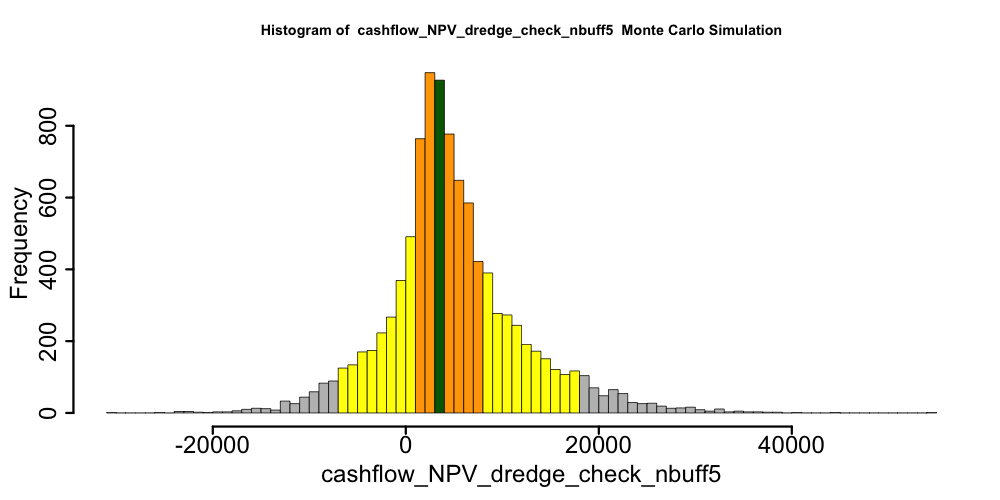 Histogram of  cashflow_NPV_dredge_check_nbuff5  Monte Carlo Simulation
Frequency
800
600
400
200
0
-20000 0 20000 40000
cashflow_NPV_dredge_check_nbuff5